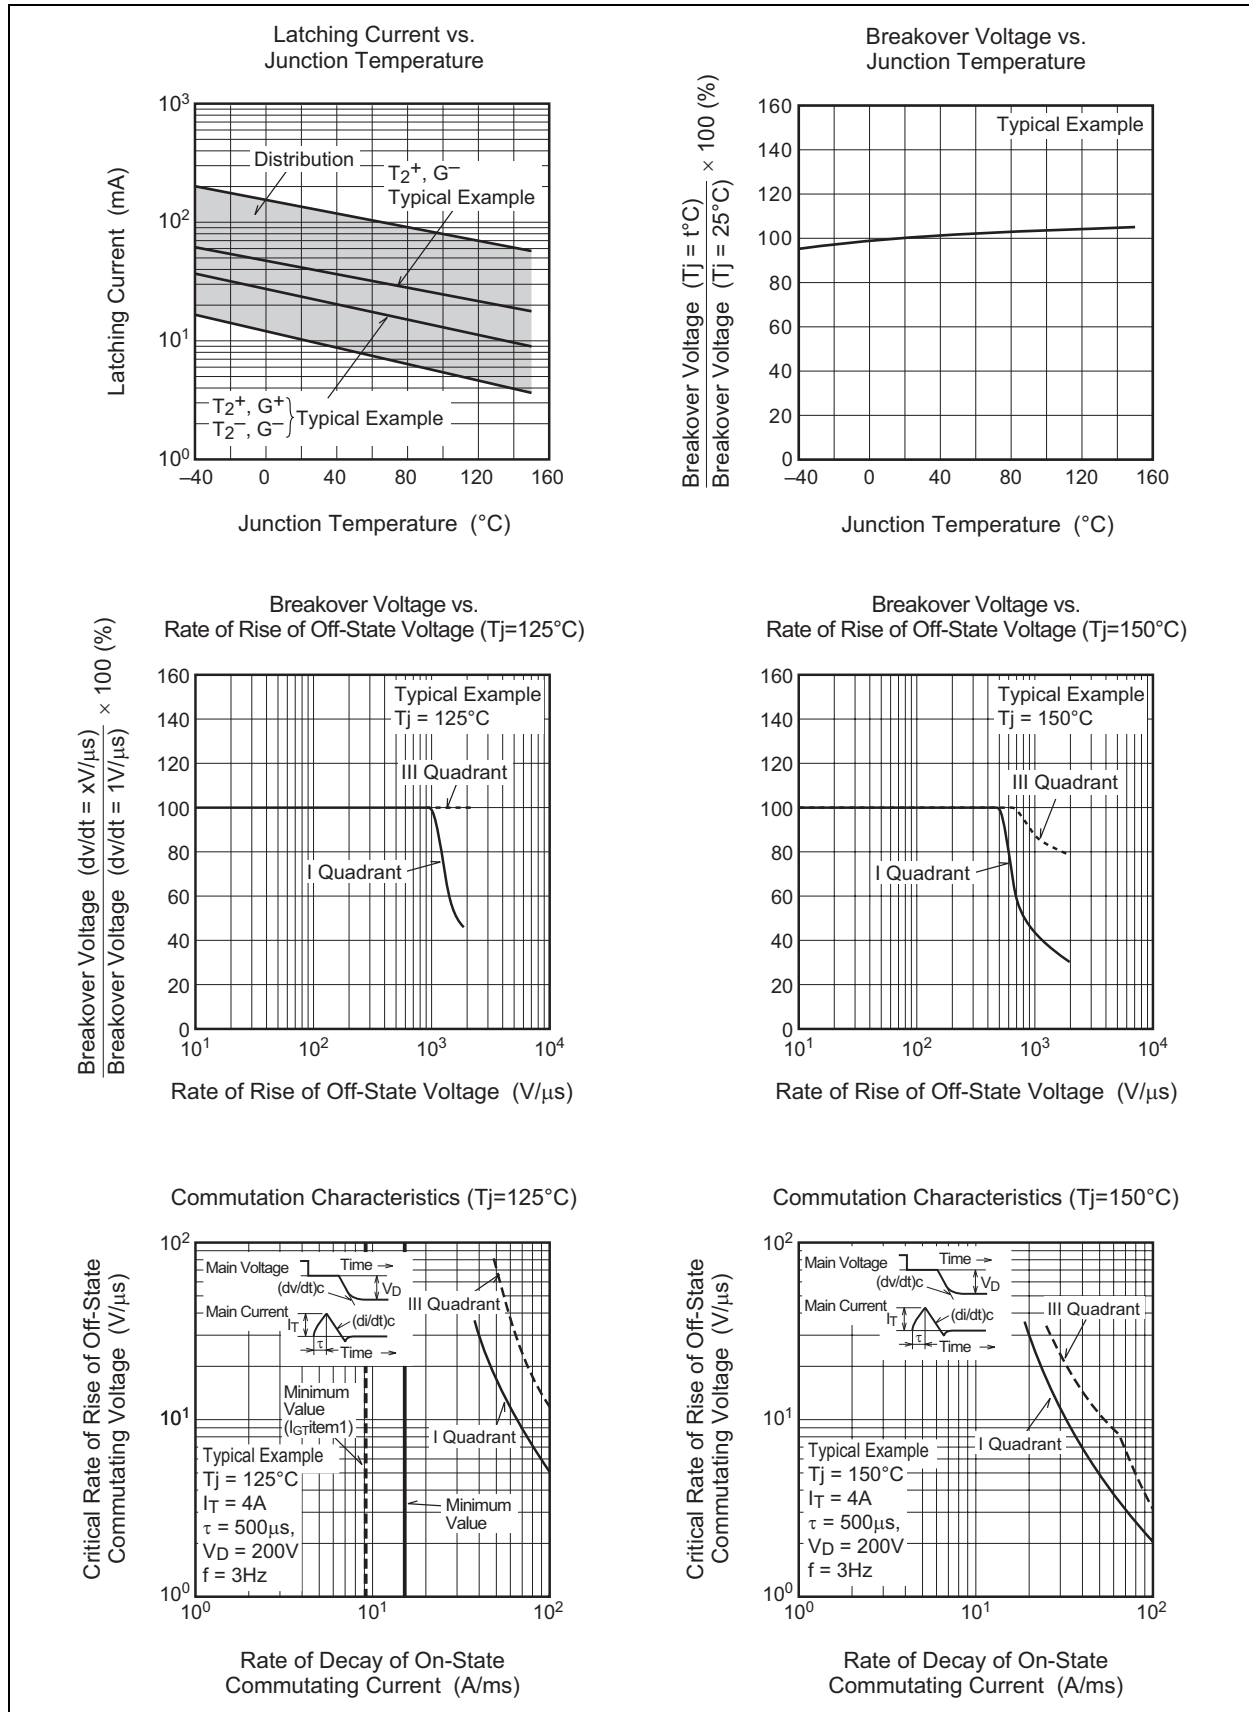 Latching Current vs.
Junction Temperature
10³
10²
10¹
10⁰
Latching Current (mA)
Distribution
T₂⁺, G⁻
Typical Example
T₂⁺, G⁺
T₂⁻, G⁻
Typical Example
–40 0 40 80 120 160
Junction Temperature (°C)
Breakover Voltage vs.
Junction Temperature
Breakover Voltage (Tj = t°C)
Breakover Voltage (Tj = 25°C)
× 100 (%)
160
140
120
100
80
60
40
20
0
Typical Example
–40 0 40 80 120 160
Junction Temperature (°C)
Breakover Voltage vs.
Rate of Rise of Off-State Voltage (Tj=125°C)
Breakover Voltage (dv/dt = xV/μs)
Breakover Voltage (dv/dt = 1V/μs)
× 100 (%)
160
140
120
100
80
60
40
20
0
Typical Example
Tj = 125°C
III Quadrant
I Quadrant
10¹ 10² 10³ 10⁴
Rate of Rise of Off-State Voltage (V/μs)
Breakover Voltage vs.
Rate of Rise of Off-State Voltage (Tj=150°C)
160
140
120
100
80
60
40
20
0
Typical Example
Tj = 150°C
III Quadrant
I Quadrant
10¹ 10² 10³ 10⁴
Rate of Rise of Off-State Voltage (V/μs)
Commutation Characteristics (Tj=125°C)
Critical Rate of Rise of Off-State
Commutating Voltage (V/μs)
10²
10¹
10⁰
Main Voltage
Time
(dv/dt)c
V_D
Main Current
I_T
(di/dt)c
τ
Time
III Quadrant
Minimum
Value
(I_GTitem1)
I Quadrant
Typical Example
Tj = 125°C
I_T = 4A
τ = 500μs,
V_D = 200V
f = 3Hz
Minimum
Value
10⁰ 10¹ 10²
Rate of Decay of On-State
Commutating Current (A/ms)
Commutation Characteristics (Tj=150°C)
Critical Rate of Rise of Off-State
Commutating Voltage (V/μs)
10²
10¹
10⁰
Main Voltage
Time
(dv/dt)c
V_D
Main Current
I_T
(di/dt)c
τ
Time
III Quadrant
I Quadrant
Typical Example
Tj = 150°C
I_T = 4A
τ = 500μs,
V_D = 200V
f = 3Hz
10⁰ 10¹ 10²
Rate of Decay of On-State
Commutating Current (A/ms)